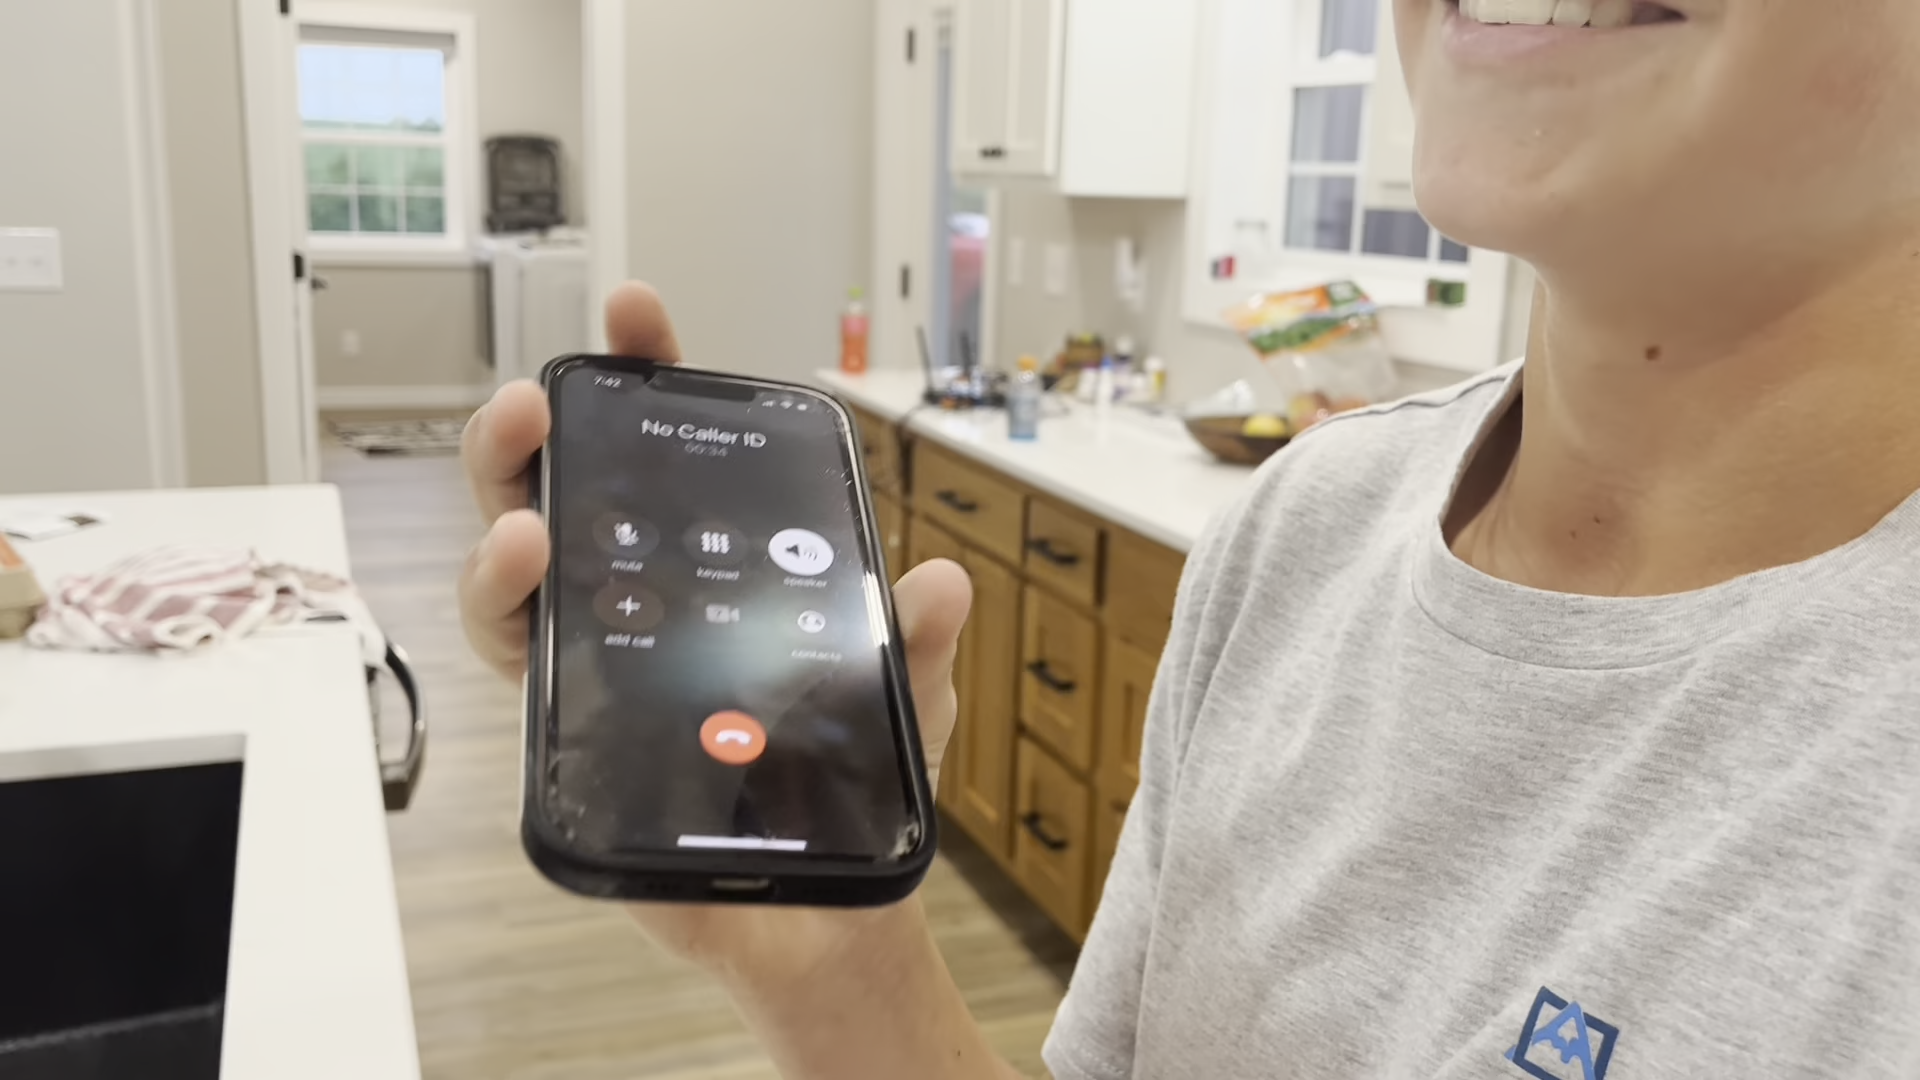 7:42
No Caller ID
00:34
mute
keypad
speaker
add call
contacts